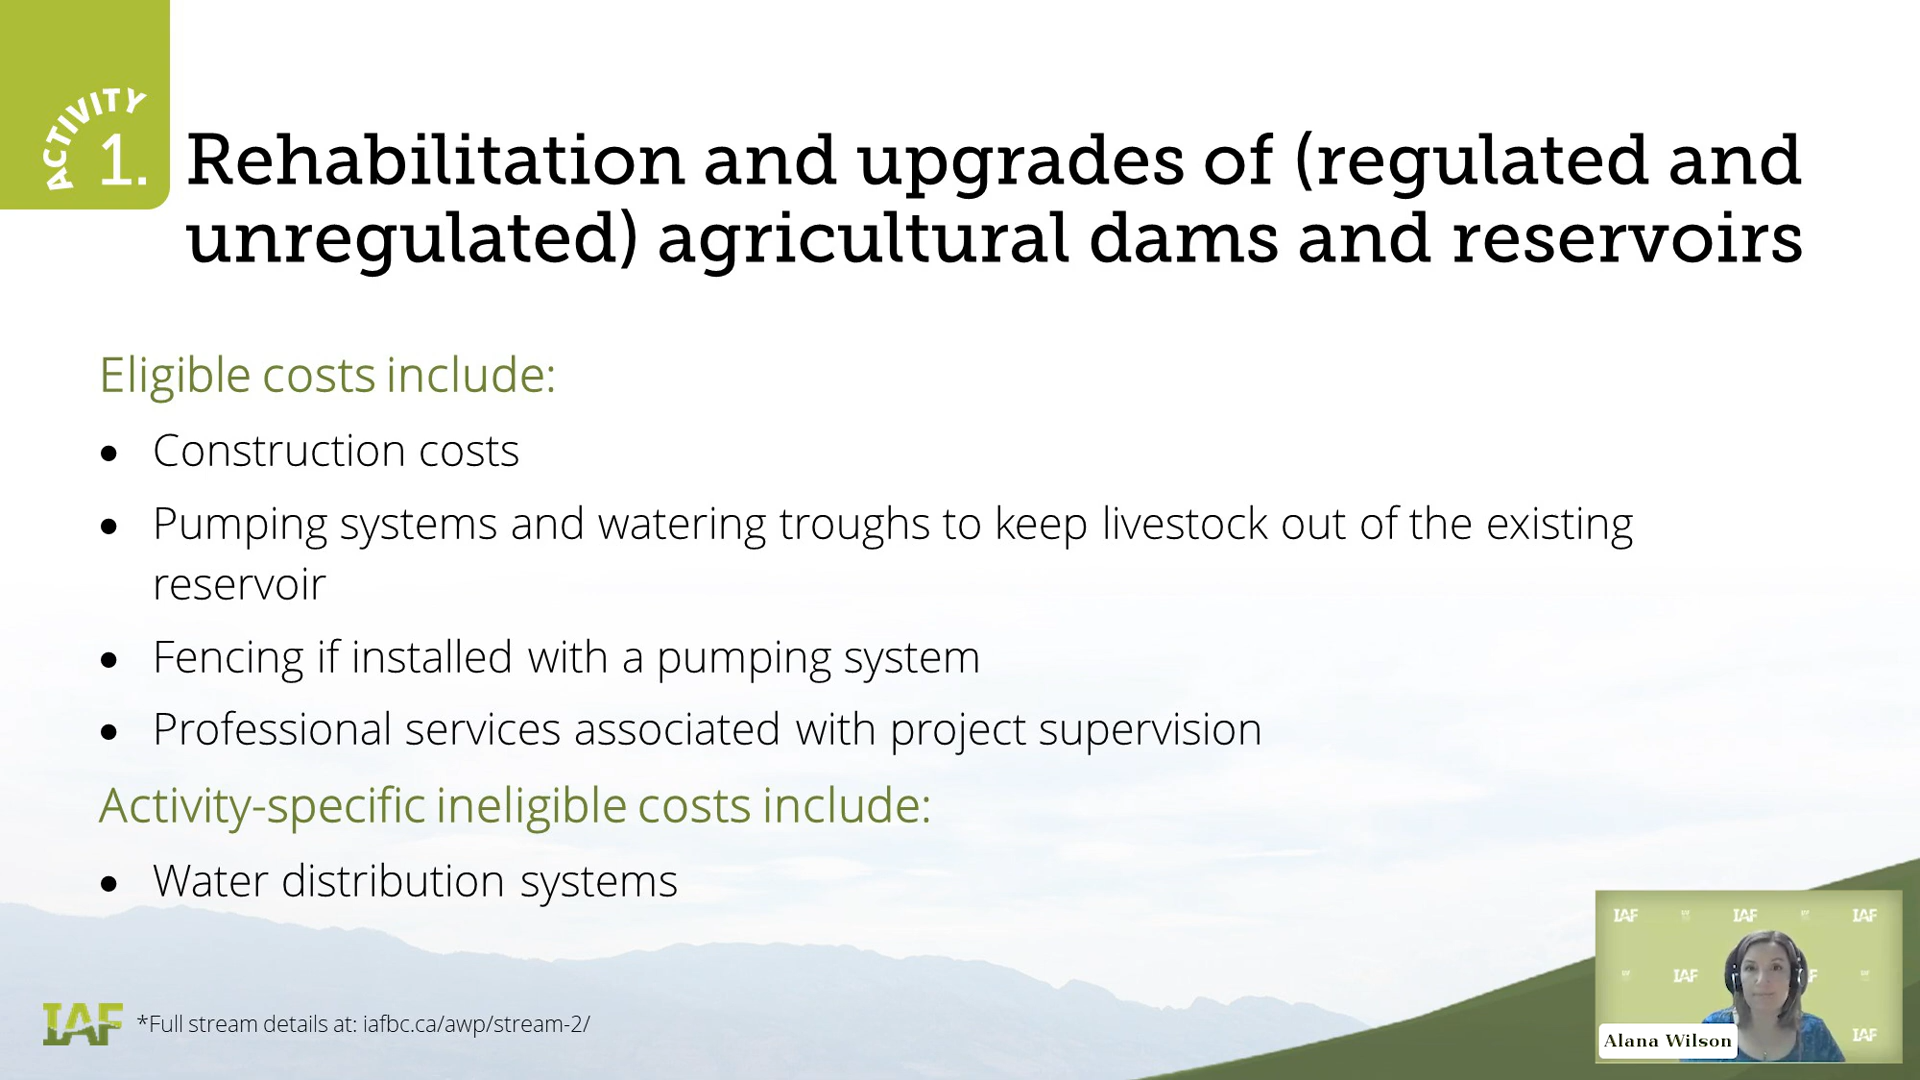 ACTIVITY
1.
Rehabilitation and upgrades of (regulated and
unregulated) agricultural dams and reservoirs
Eligible costs include:
• Construction costs
• Pumping systems and watering troughs to keep livestock out of the existing
reservoir
• Fencing if installed with a pumping system
• Professional services associated with project supervision
Activity-specific ineligible costs include:
• Water distribution systems
IAF
*Full stream details at: iafbc.ca/awp/stream-2/
IAF IAF IAF
IAF
IAF
Alana Wilson